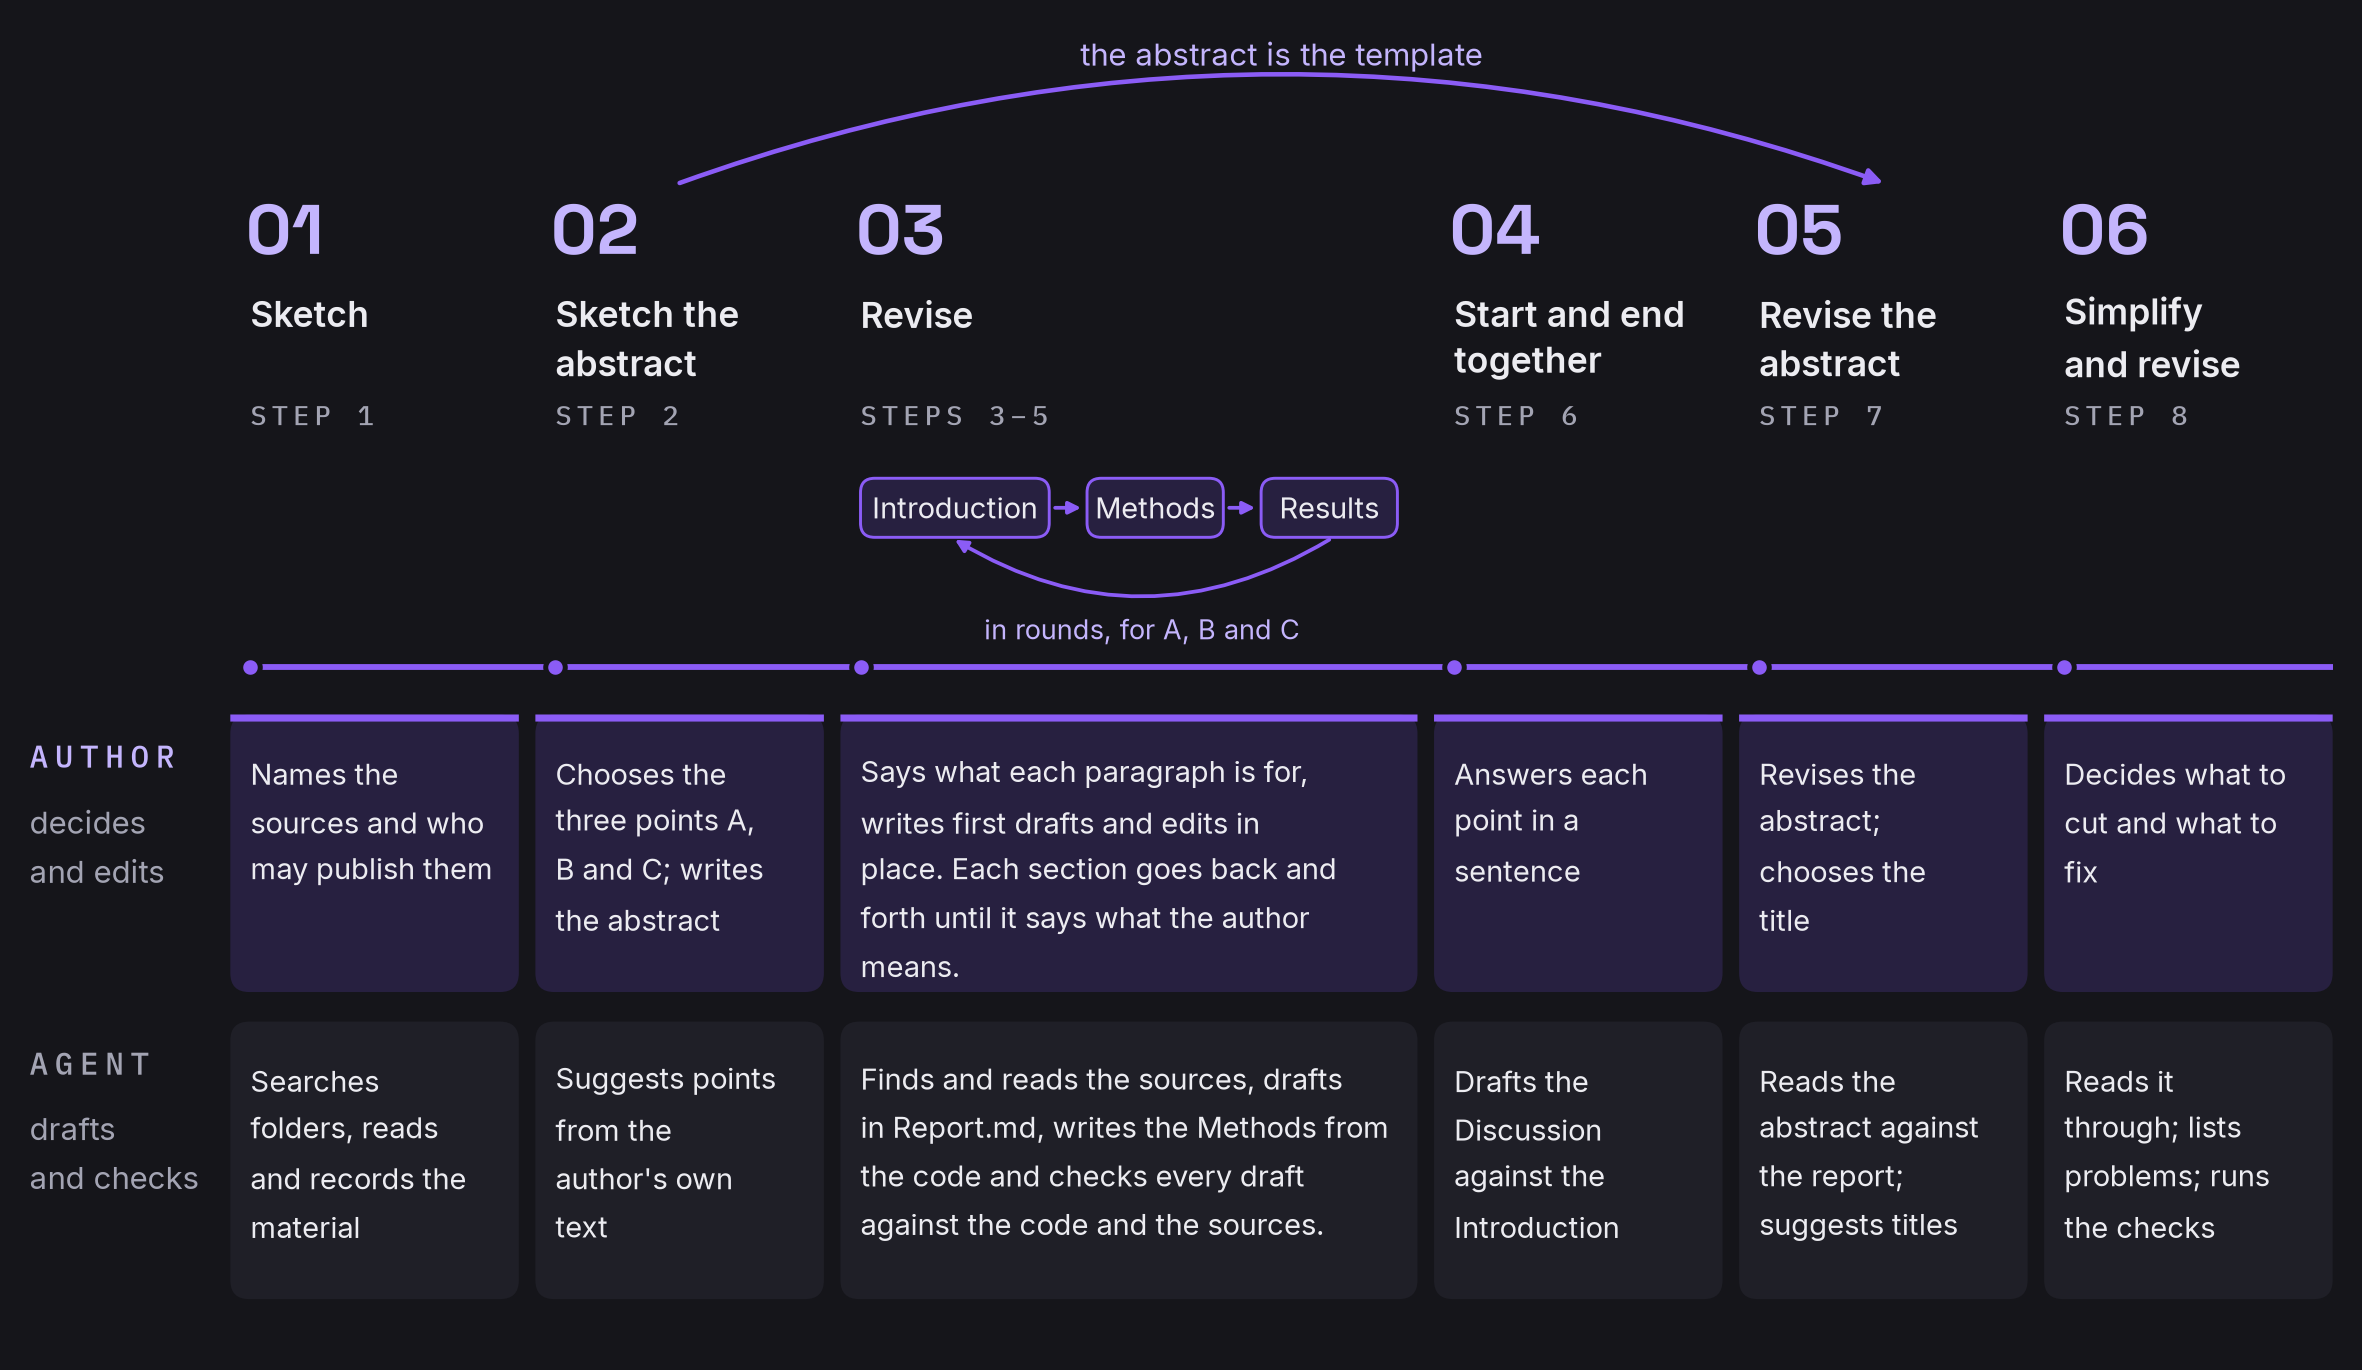 the abstract is the template
01
Sketch
STEP 1
02
Sketch the
abstract
STEP 2
03
Revise
STEPS 3–5
04
Start and end
together
STEP 6
05
Revise the
abstract
STEP 7
06
Simplify
and revise
STEP 8
Introduction
Methods
Results
in rounds, for A, B and C
AUTHOR
decides
and edits
Names the
sources and who
may publish them
Chooses the
three points A,
B and C; writes
the abstract
Says what each paragraph is for,
writes first drafts and edits in
place. Each section goes back and
forth until it says what the author
means.
Answers each
point in a
sentence
Revises the
abstract;
chooses the
title
Decides what to
cut and what to
fix
AGENT
drafts
and checks
Searches
folders, reads
and records the
material
Suggests points
from the
author's own
text
Finds and reads the sources, drafts
in Report.md, writes the Methods from
the code and checks every draft
against the code and the sources.
Drafts the
Discussion
against the
Introduction
Reads the
abstract against
the report;
suggests titles
Reads it
through; lists
problems; runs
the checks